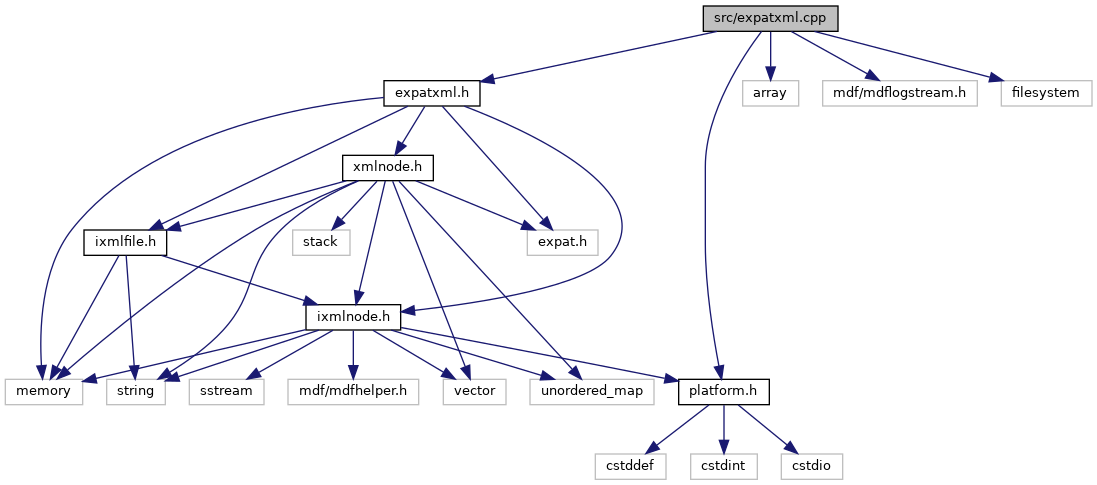 src/expatxml.cpp
expatxml.h
array
mdf/mdflogstream.h
filesystem
xmlnode.h
ixmlfile.h
stack
expat.h
ixmlnode.h
memory
string
sstream
mdf/mdfhelper.h
vector
unordered_map
platform.h
cstddef
cstdint
cstdio